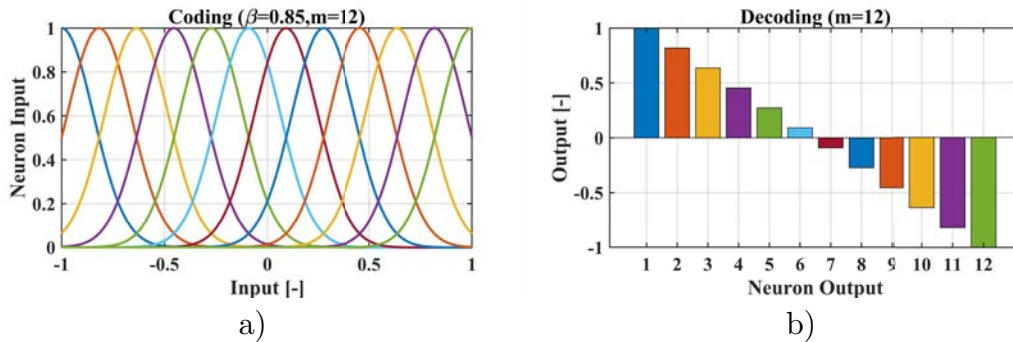 Coding (β=0.85,m=12)
1
0.8
0.6
0.4
0.2
0
Neuron Input
-1 -0.5 0 0.5 1
Input [-]
a)
Decoding (m=12)
1
0.5
0
-0.5
-1
Output [-]
1 2 3 4 5 6 7 8 9 10 11 12
Neuron Output
b)